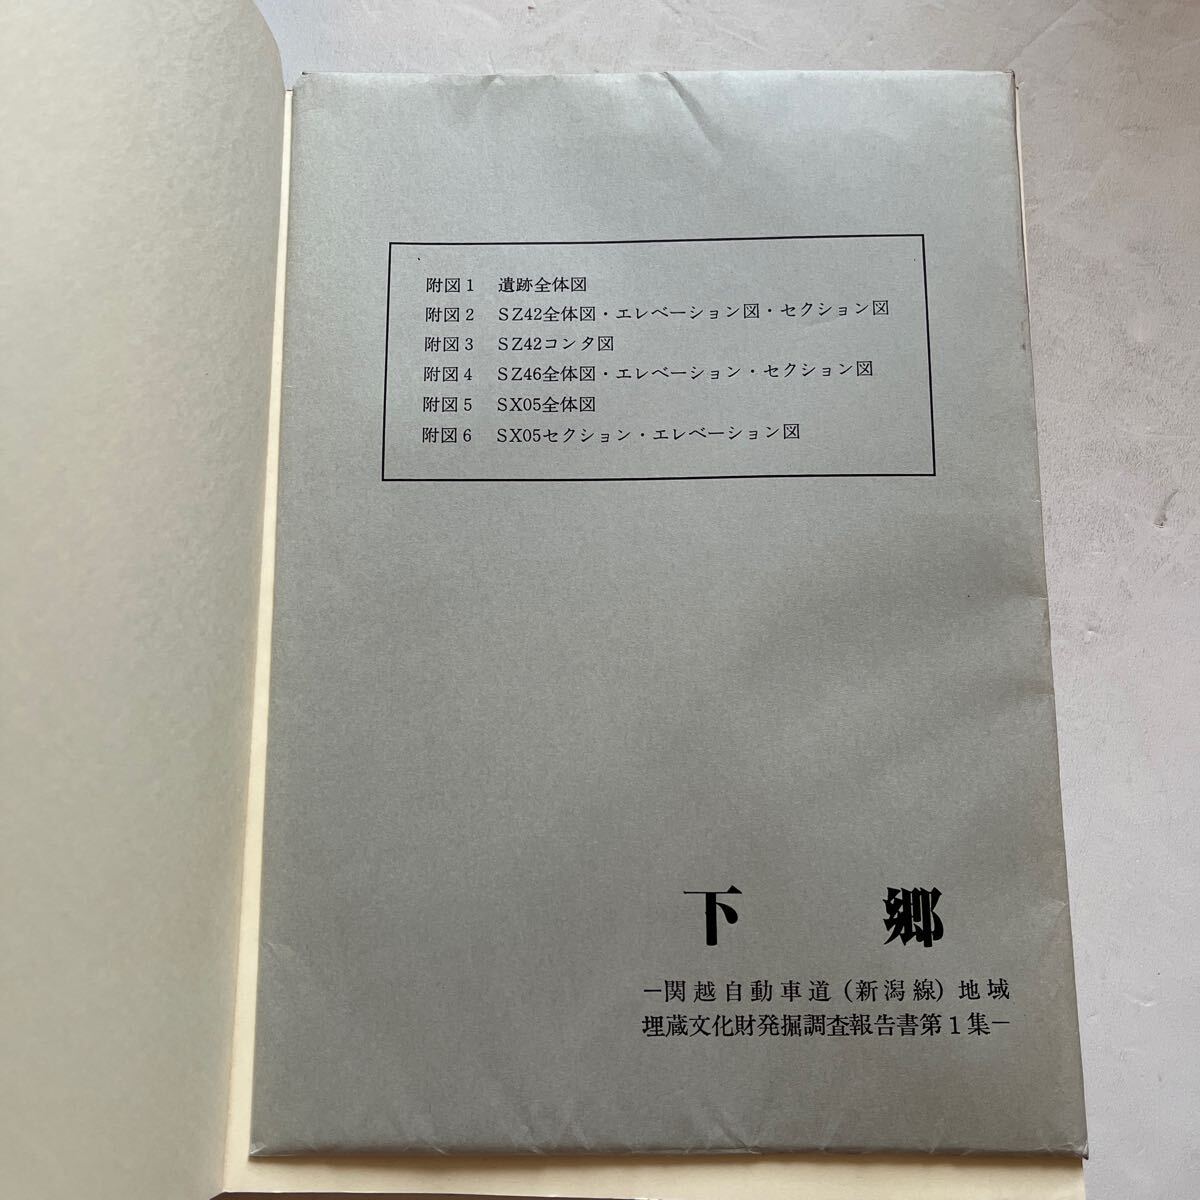 附図1 遺跡全体図
附図2 SZ42全体図・エレベーション図・セクション図
附図3 SZ42コンタ図
附図4 SZ46全体図・エレベーション・セクション図
附図5 SX05全体図
附図6 SX05セクション・エレベーション図
下郷
―関越自動車道(新潟線)地域
埋蔵文化財発掘調査報告書第1集―